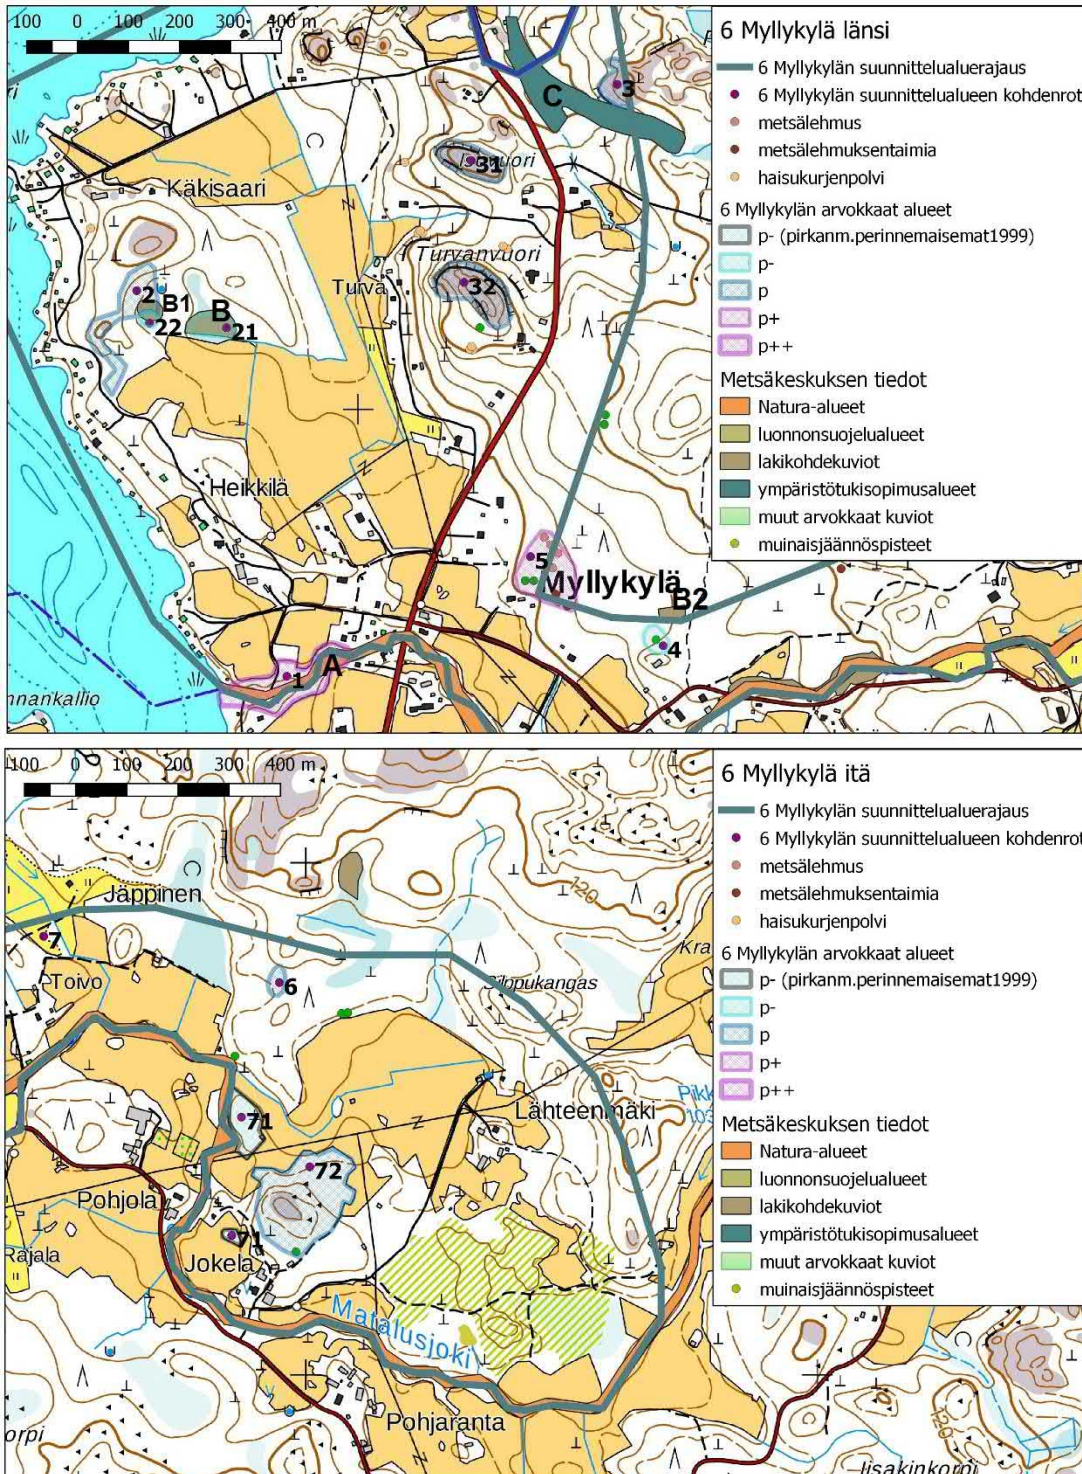 100 0 100 200 300 400 m
6 Myllykylä länsi
6 Myllykylän suunnittelualuerajaus
6 Myllykylän suunnittelualueen kohdenrot
metsälehmus
metsälehmuksentaimia
haisukurjenpolvi
6 Myllykylän arvokkaat alueet
p- (pirkanm.perinnemaisemat1999)
p-
p
p+
p++
Metsäkeskuksen tiedot
Natura-alueet
luonnonsuojelualueet
lakikohdekuviot
ympäristötukisopimusalueet
muut arvokkaat kuviot
muinaisjäännöspisteet
C
3
31
Käkisaari
Turvanvuori
32
Turva
2
B1
B
22
21
Heikkilä
5
Myllykylä
B2
4
1
A
nnankallio
100 0 100 200 300 400 m
6 Myllykylä itä
6 Myllykylän suunnittelualuerajaus
6 Myllykylän suunnittelualueen kohdenrot
metsälehmus
metsälehmuksentaimia
haisukurjenpolvi
6 Myllykylän arvokkaat alueet
p- (pirkanm.perinnemaisemat1999)
p-
p
p+
p++
Metsäkeskuksen tiedot
Natura-alueet
luonnonsuojelualueet
lakikohdekuviot
ympäristötukisopimusalueet
muut arvokkaat kuviot
muinaisjäännöspisteet
120
Jäppinen
7
Toivo
6
Kra
Lähteenmäki
Pikk
103
71
72
Pohjola
71
Rajala
Jokela
Matalusjoki
Pohjaranta
orpi
120
Iisakinkorpi